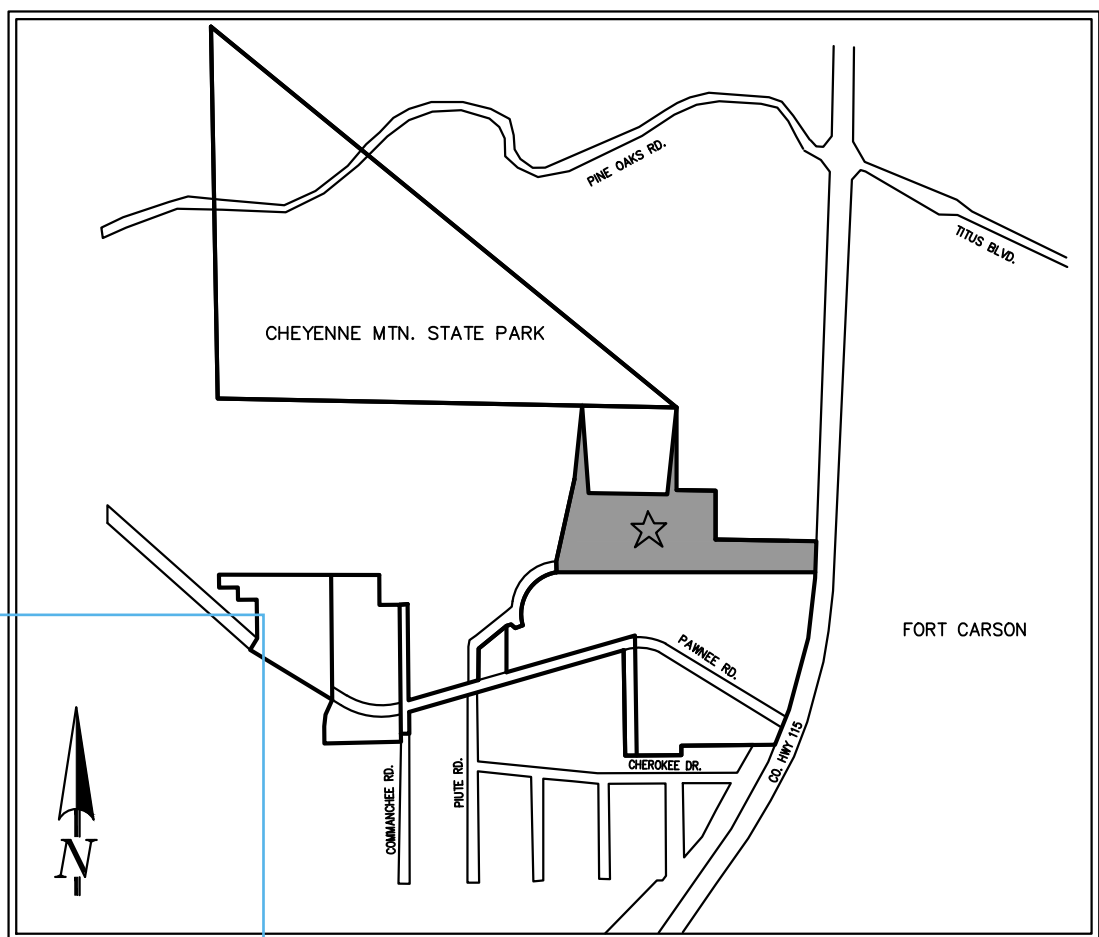 PINE OAKS RD.
TITUS BLVD.
CHEYENNE MTN. STATE PARK
FORT CARSON
PAWNEE RD.
CO. HWY 115
CHEROKEE DR.
COMMANCHEE RD.
PIUTE RD.
N